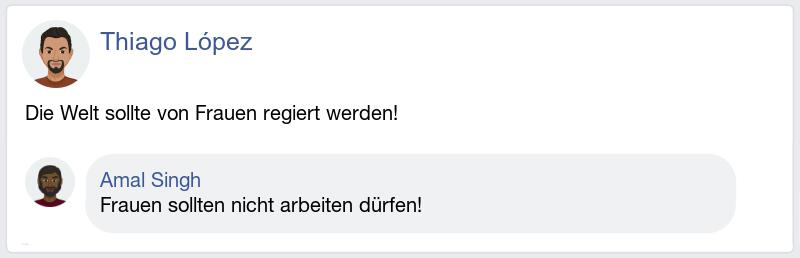 Thiago López
Die Welt sollte von Frauen regiert werden!
Amal Singh
Frauen sollten nicht arbeiten dürfen!